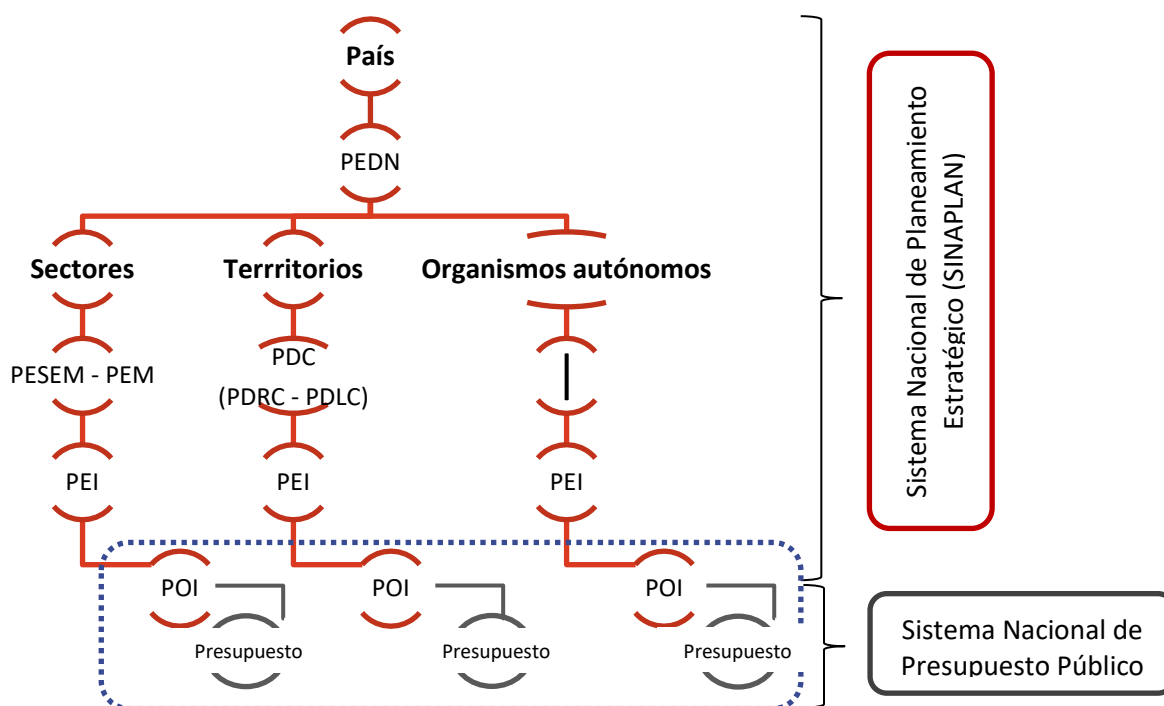 País
PEDN
Sectores
Terrritorios
Organismos autónomos
PESEM - PEM
PDC
(PDRC - PDLC)
PEI
PEI
PEI
POI
POI
POI
Presupuesto
Presupuesto
Presupuesto
Sistema Nacional de Planeamiento
Estratégico (SINAPLAN)
Sistema Nacional de
Presupuesto Público